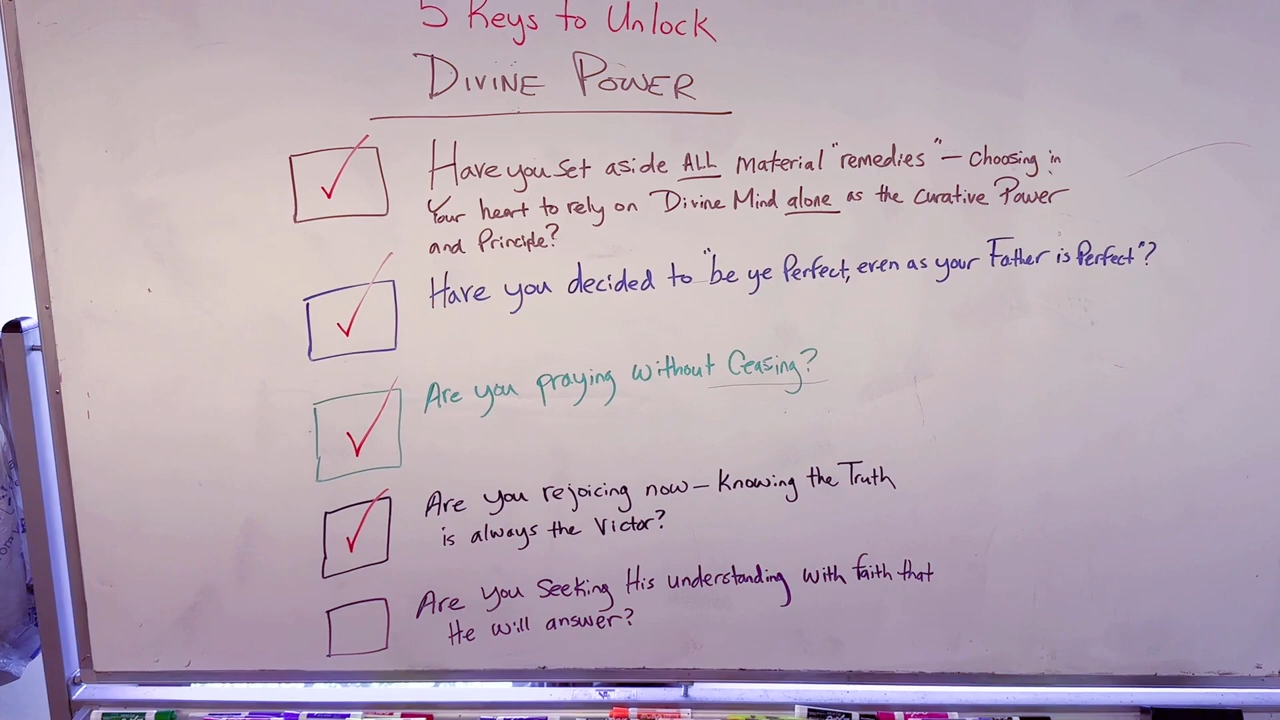 5 Keys to Unlock
DIVINE POWER
Have you set aside ALL Material "remedies" – Choosing in
Your heart to rely on Divine Mind alone as the curative Power
and Principle?
Have you decided to "be ye Perfect, even as your Father is Perfect"?
Are you praying without Ceasing?
Are you rejoicing now – Knowing the Truth
is always the Victor?
Are you Seeking His understanding with faith that
He will answer?